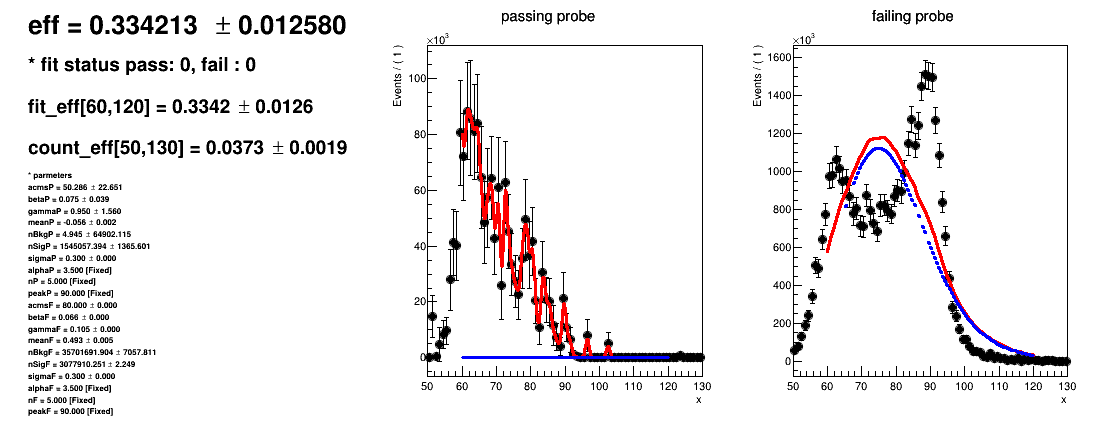 eff = 0.334213 ± 0.012580
* fit status pass: 0, fail : 0
fit_eff[60,120] = 0.3342 ± 0.0126
count_eff[50,130] = 0.0373 ± 0.0019
* parmeters
acmsP = 50.286 ± 22.651
betaP = 0.075 ± 0.039
gammaP = 0.950 ± 1.560
meanP = -0.056 ± 0.002
nBkgP = 4.945 ± 64902.115
nSigP = 1545057.394 ± 1365.601
sigmaP = 0.300 ± 0.000
alphaP = 3.500 [Fixed]
nP = 5.000 [Fixed]
peakP = 90.000 [Fixed]
acmsF = 80.000 ± 0.000
betaF = 0.066 ± 0.000
gammaF = 0.105 ± 0.000
meanF = 0.493 ± 0.005
nBkgF = 35701691.904 ± 7057.811
nSigF = 3077910.251 ± 2.249
sigmaF = 0.300 ± 0.000
alphaF = 3.500 [Fixed]
nF = 5.000 [Fixed]
peakF = 90.000 [Fixed]
passing probe
×10³
Events / ( 1 )
100
80
60
40
20
0
50 60 70 80 90 100 110 120 130
x
failing probe
×10³
Events / ( 1 )
1600
1400
1200
1000
800
600
400
200
0
50 60 70 80 90 100 110 120 130
x